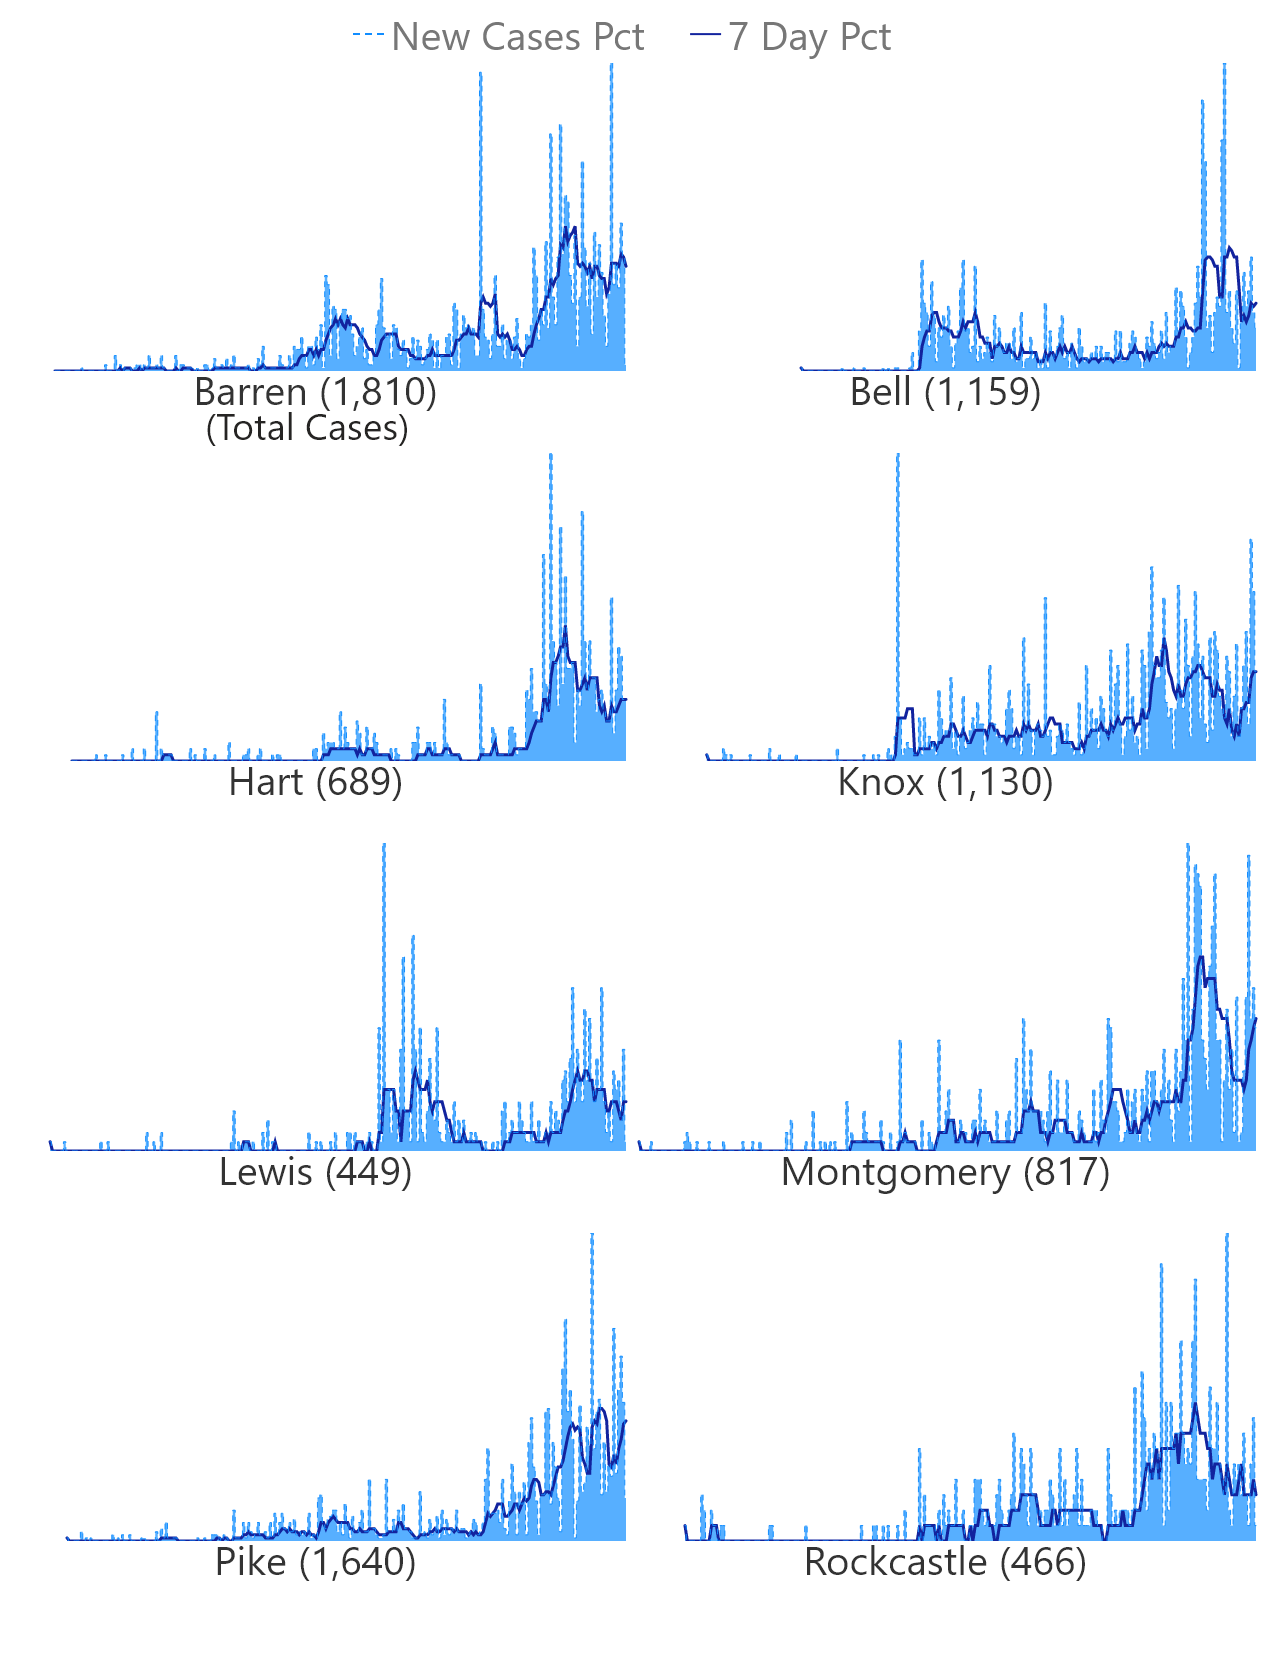 New Cases Pct 7 Day Pct
Barren (1,810) Bell (1,159)
(Total Cases)
Hart (689) Knox (1,130)
Lewis (449) Montgomery (817)
Pike (1,640) Rockcastle (466)